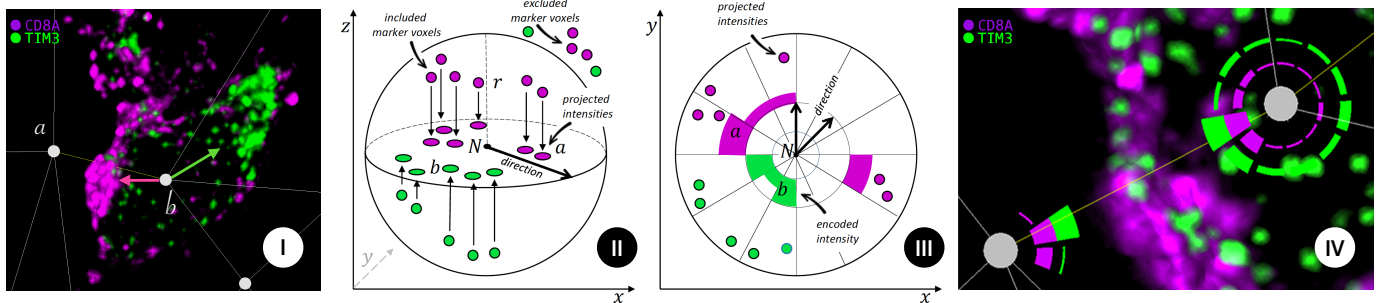 CD8A
TIM3
a
b
I
z
included
marker voxels
excluded
marker voxels
r
projected
intensities
a
N
direction
b
y
x
II
y
projected
intensities
direction
a
N
b
encoded
intensity
x
III
CD8A
TIM3
IV